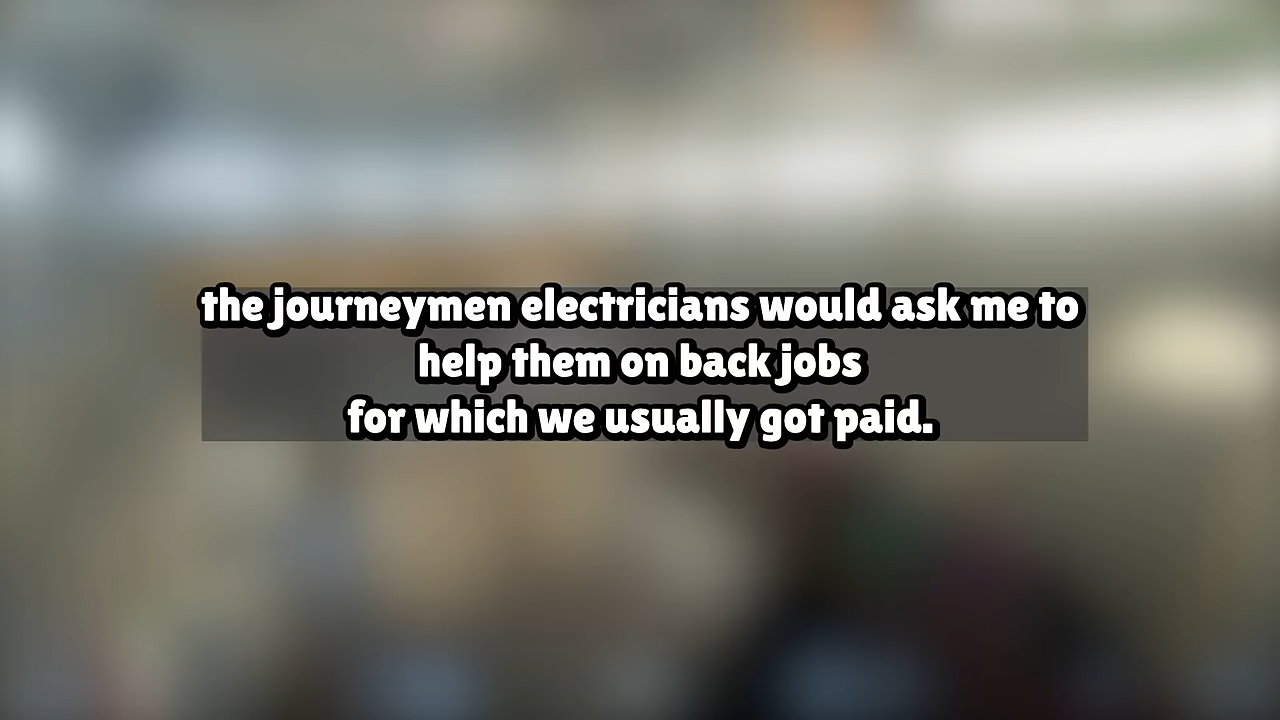 the journeymen electricians would ask me to
help them on back jobs
for which we usually got paid.